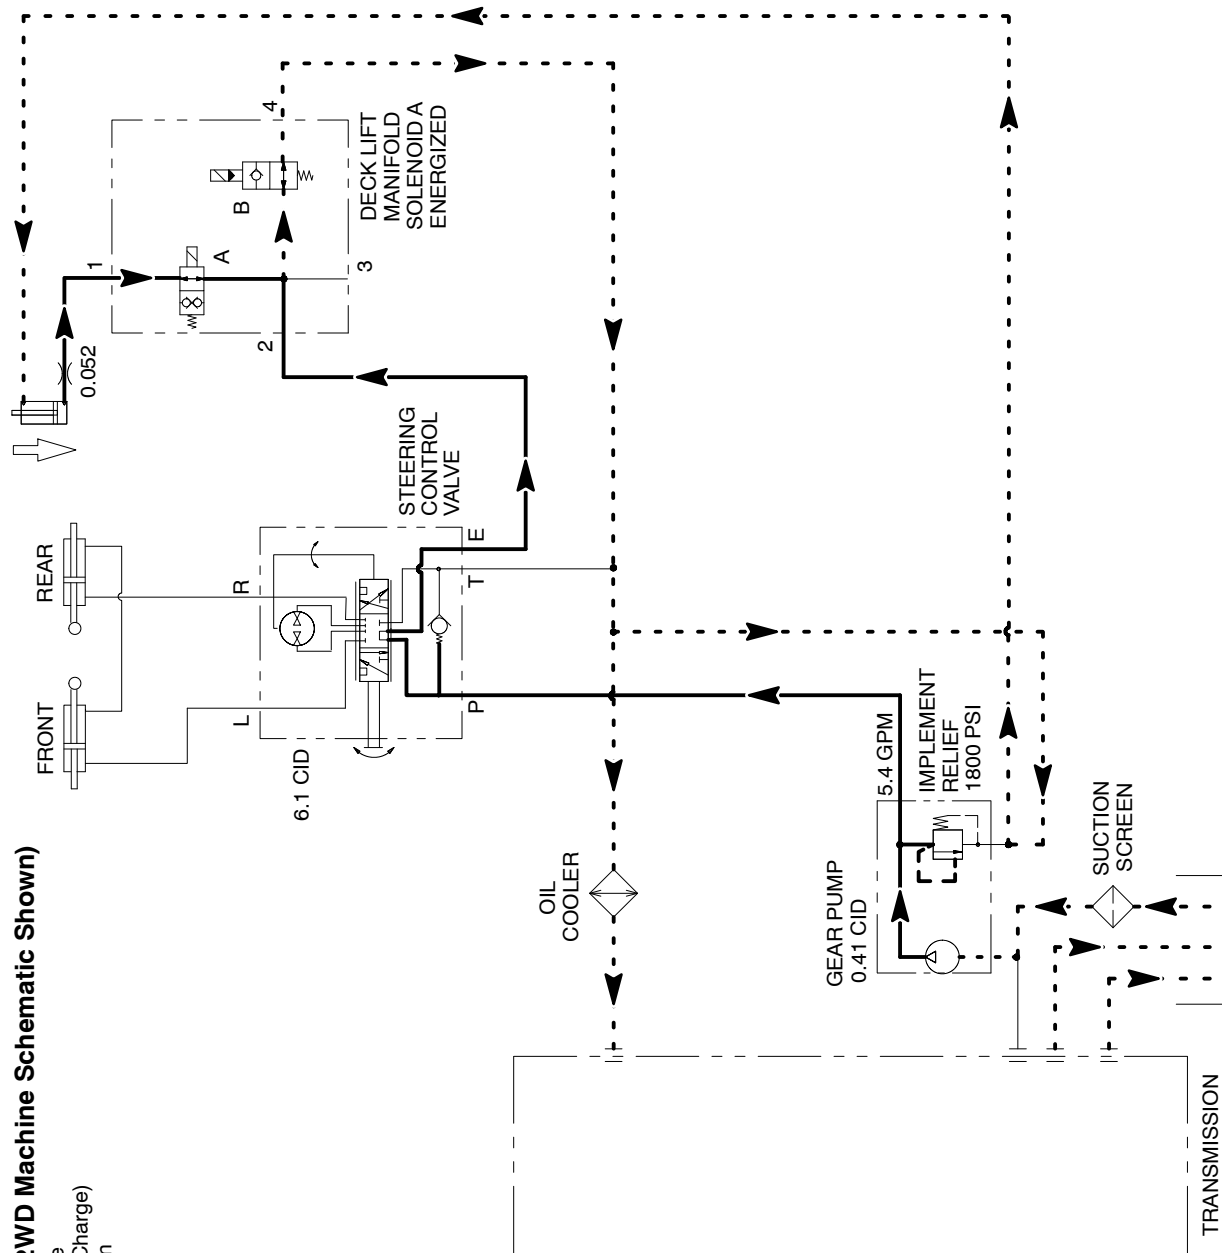 RWD Machine Schematic Shown)
e
Charge)
n
FRONT
REAR
L
R
6.1 CID
P
T
E
STEERING
CONTROL
VALVE
0.052
1
2
3
4
A
B
DECK LIFT
MANIFOLD
SOLENOID A
ENERGIZED
OIL
COOLER
GEAR PUMP
0.41 CID
5.4 GPM
IMPLEMENT
RELIEF
1800 PSI
SUCTION
SCREEN
TRANSMISSION